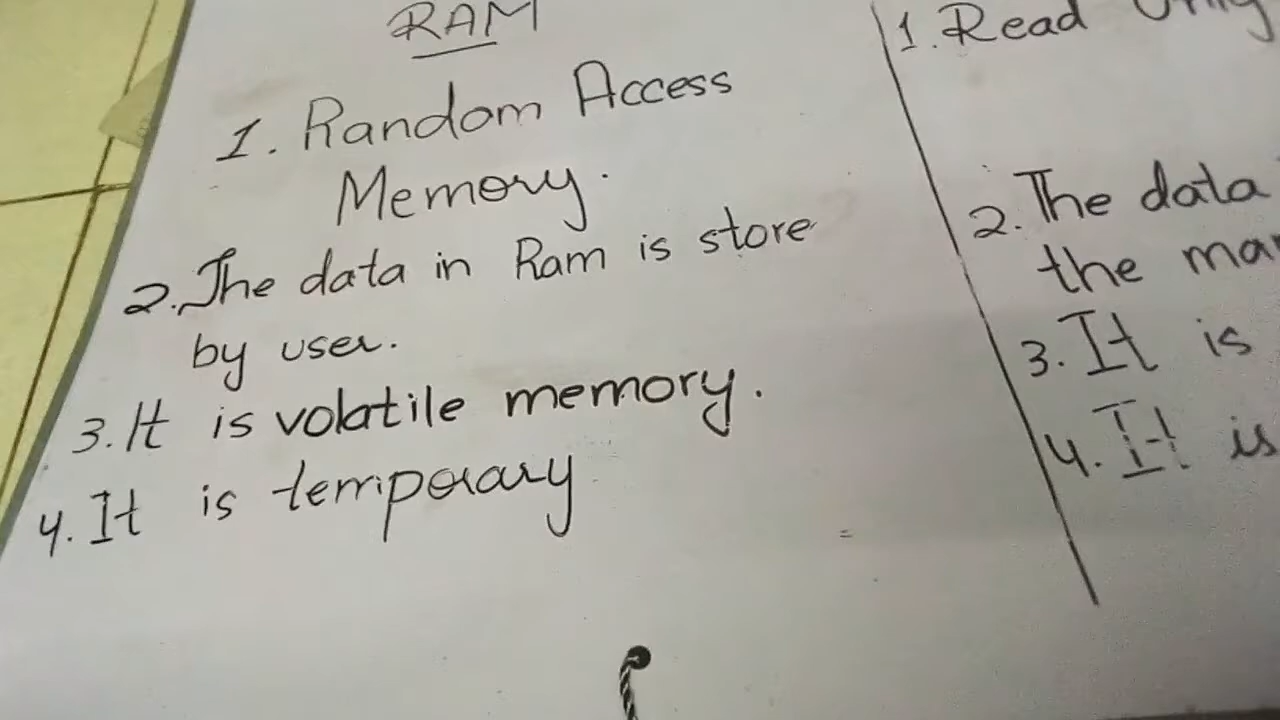 RAM
1. Random Access
Memory.
2. The data in Ram is store
by user.
3. It is volatile memory.
4. It is temporary
1. Read Only
2. The data
the
3. It is
4. It is